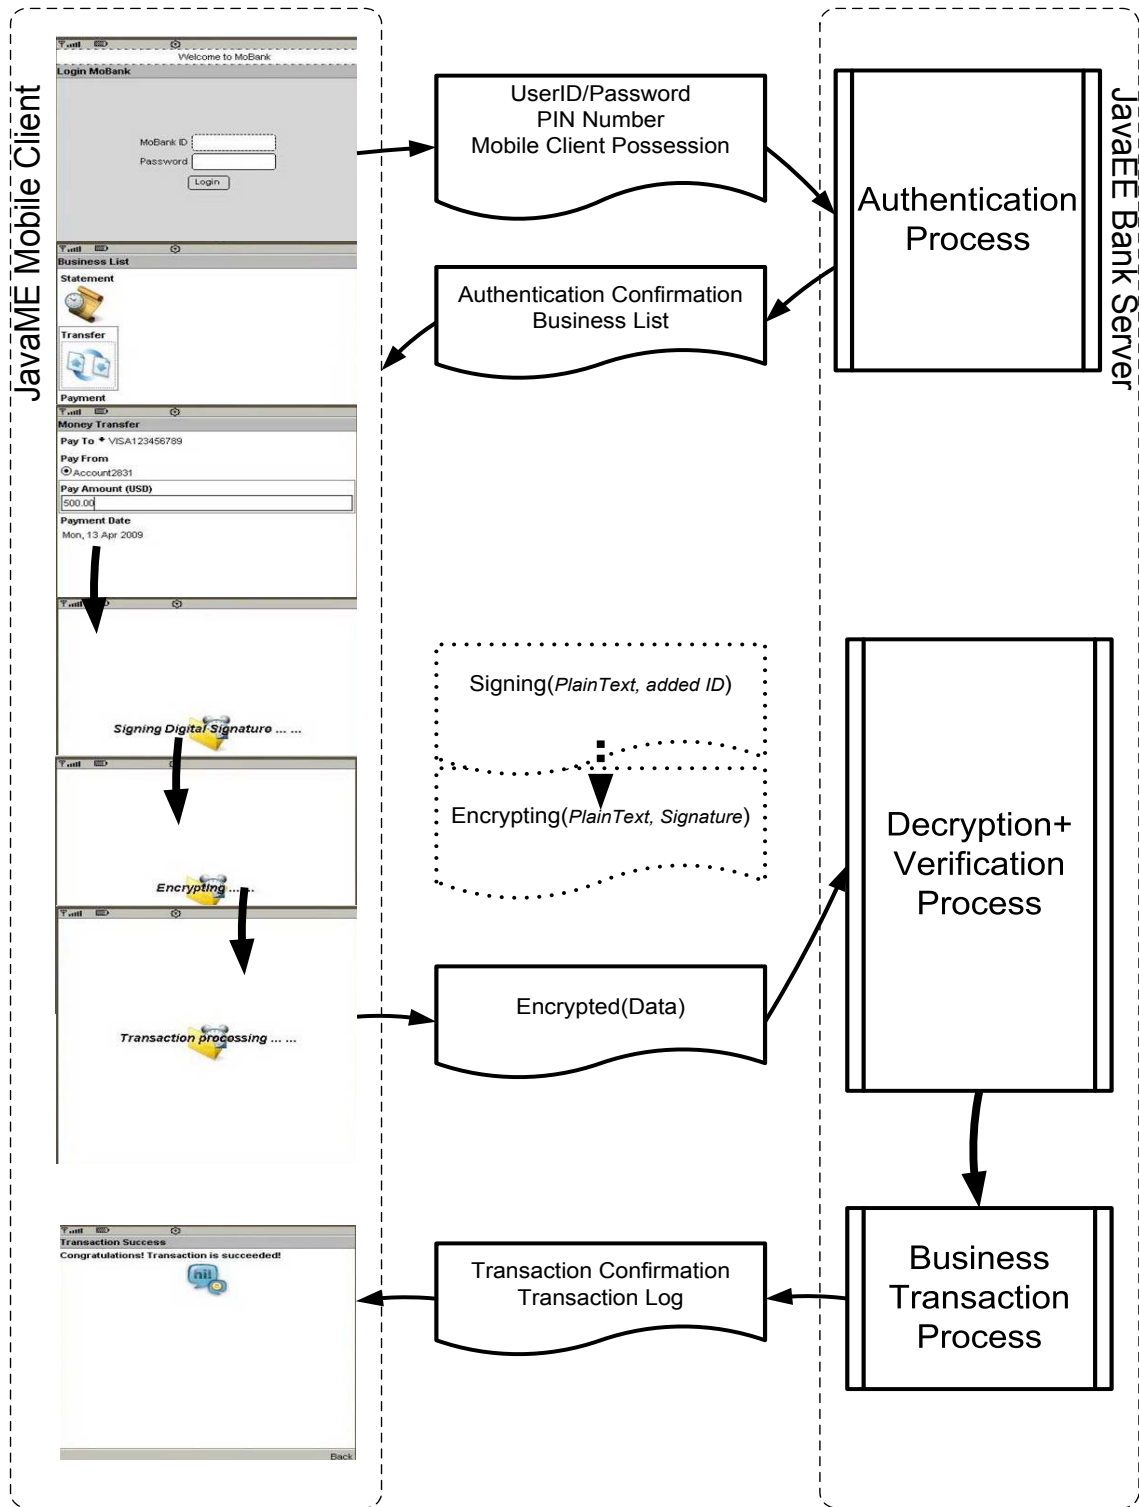 JavaME Mobile Client
Welcome to MoBank
Login MoBank
MoBank ID
Password
Login
Business List
Statement
Transfer
Payment
Money Transfer
Pay To VISA123456789
Pay From
Account2831
Pay Amount (USD)
500.00
Payment Date
Mon, 13 Apr 2009
Signing Digital Signature ... ...
Encrypting ... ...
Transaction processing ... ...
Transaction Success
Congratulations! Transaction is succeeded!
hi!
Back
UserID/Password
PIN Number
Mobile Client Possession
Authentication Confirmation
Business List
Signing(PlainText, added ID)
Encrypting(PlainText, Signature)
Encrypted(Data)
Transaction Confirmation
Transaction Log
JavaEE Bank Server
Authentication
Process
Decryption+
Verification
Process
Business
Transaction
Process